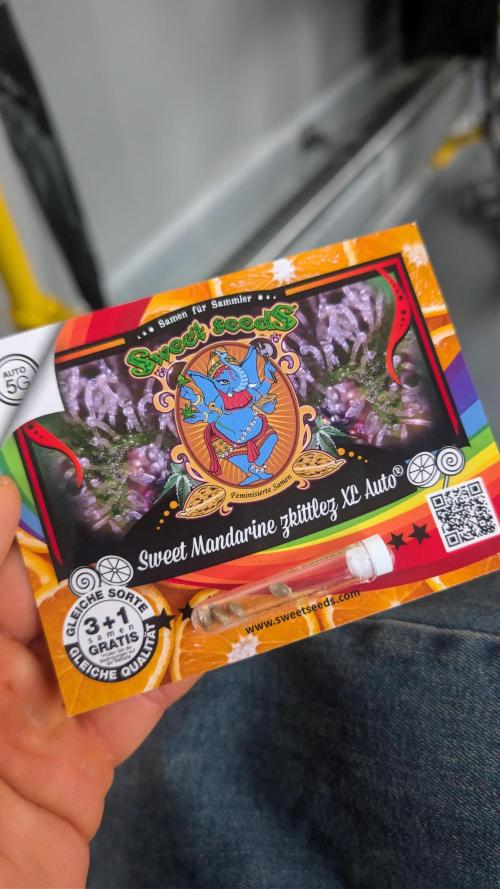 ... Samen für Sammler ...
Sweet seedS
AUTO
5G
Feminisierte Samen
Sweet Mandarine zkittlez XL Auto®
GLEICHE SORTE
3+1
samen
GRATIS
GLEICHE QUALITÄT
www.sweetseeds.com